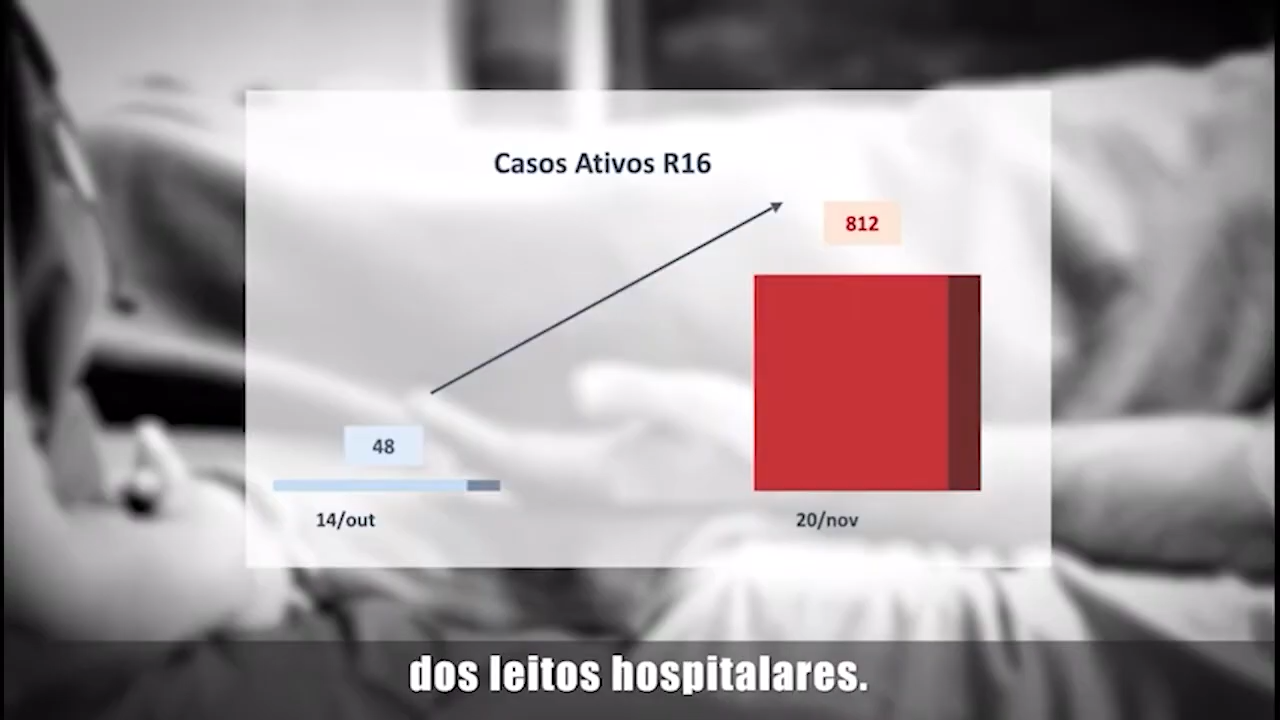 Casos Ativos R16
812
48
14/out
20/nov
dos leitos hospitalares.